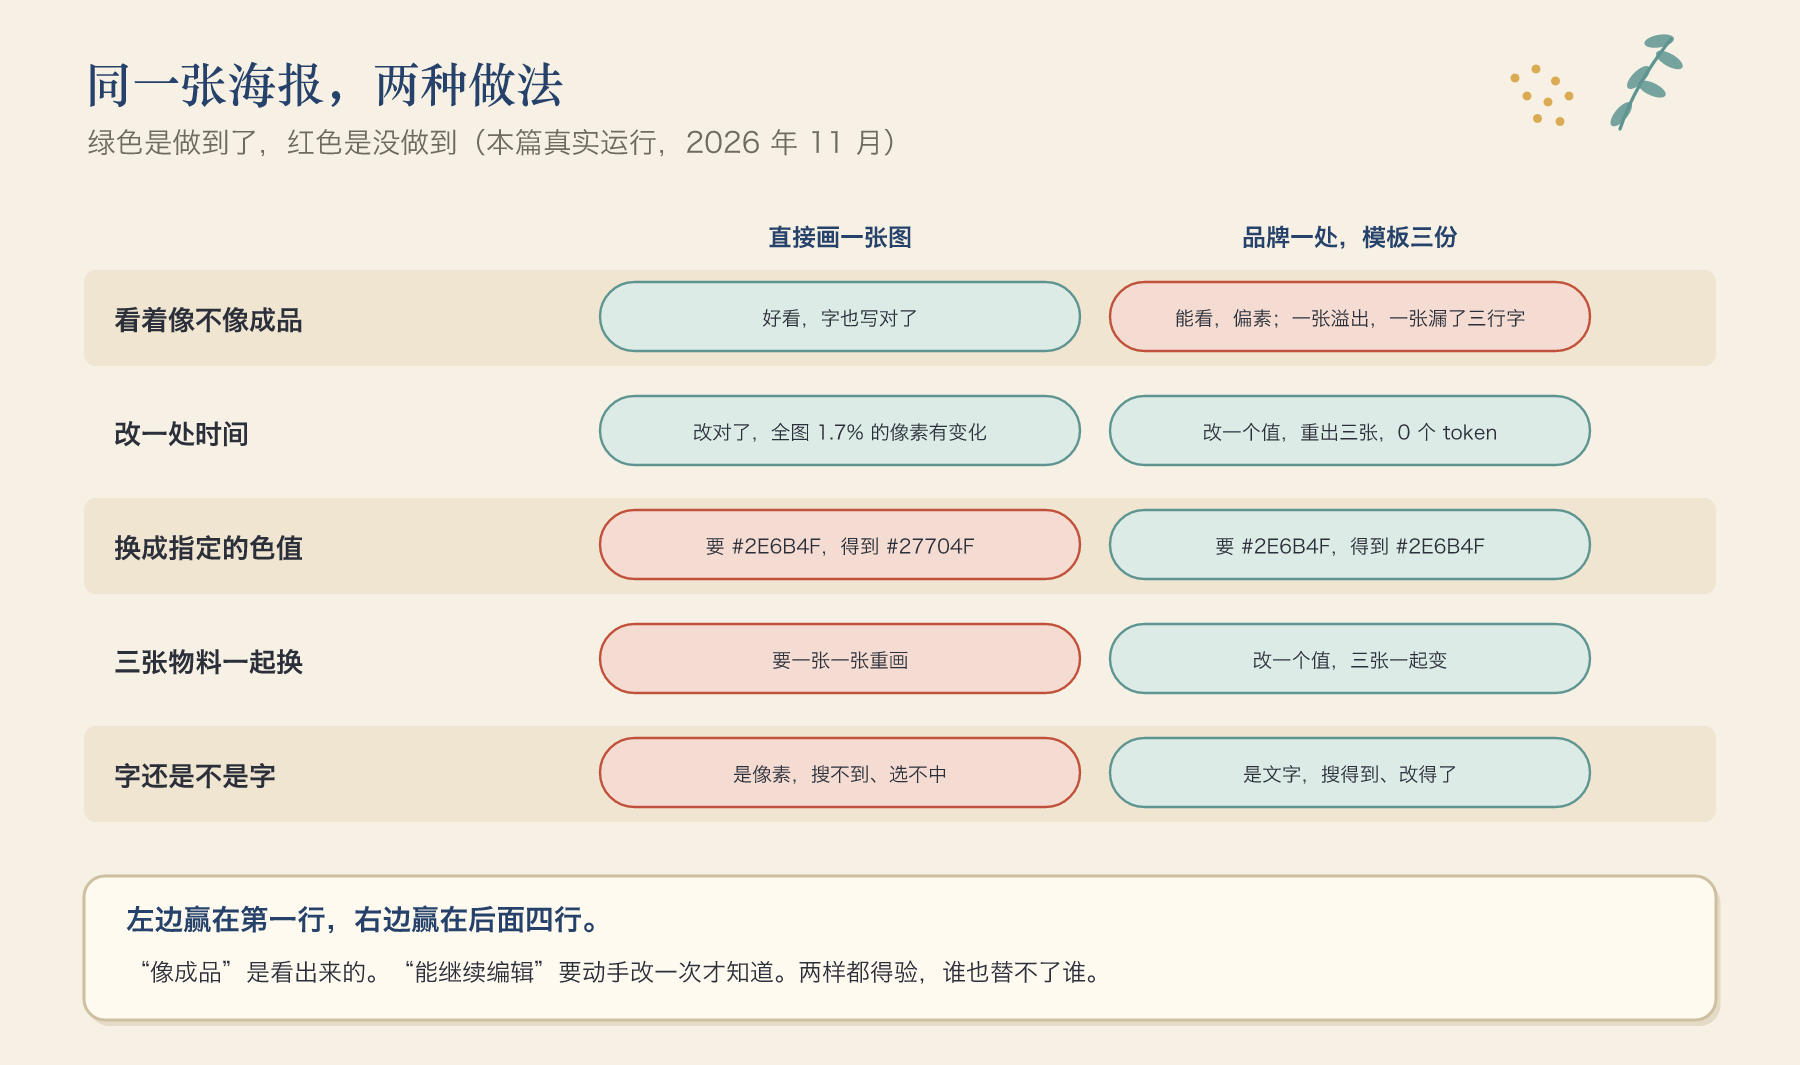 同一张海报，两种做法
绿色是做到了，红色是没做到（本篇真实运行，2026 年 11 月）
直接画一张图
品牌一处，模板三份
看着像不像成品
好看，字也写对了
能看，偏素；一张溢出，一张漏了三行字
改一处时间
改对了，全图 1.7% 的像素有变化
改一个值，重出三张，0 个 token
换成指定的色值
要 #2E6B4F，得到 #27704F
要 #2E6B4F，得到 #2E6B4F
三张物料一起换
要一张一张重画
改一个值，三张一起变
字还是不是字
是像素，搜不到、选不中
是文字，搜得到、改得了
左边赢在第一行，右边赢在后面四行。
“像成品”是看出来的。“能继续编辑”要动手改一次才知道。两样都得验，谁也替不了谁。